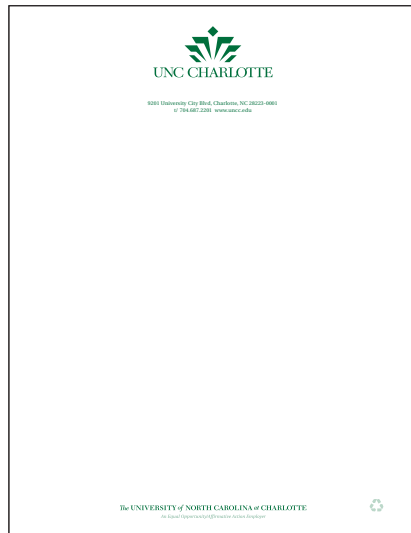 UNC CHARLOTTE
9201 University City Blvd, Charlotte, NC 28223-0001
t/ 704.687.2201 www.uncc.edu
The UNIVERSITY of NORTH CAROLINA at CHARLOTTE
An Equal Opportunity/Affirmative Action Employer